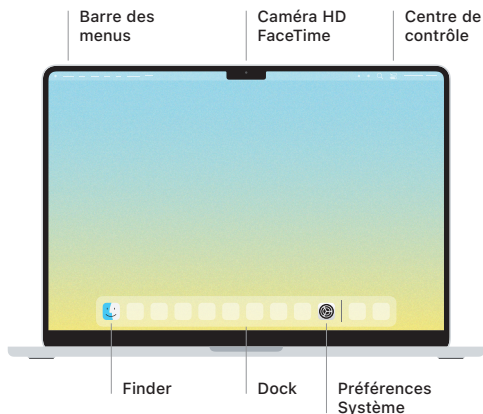 Barre des
menus
Caméra HD
FaceTime
Centre de
contrôle
Finder
Dock
Préférences
Système